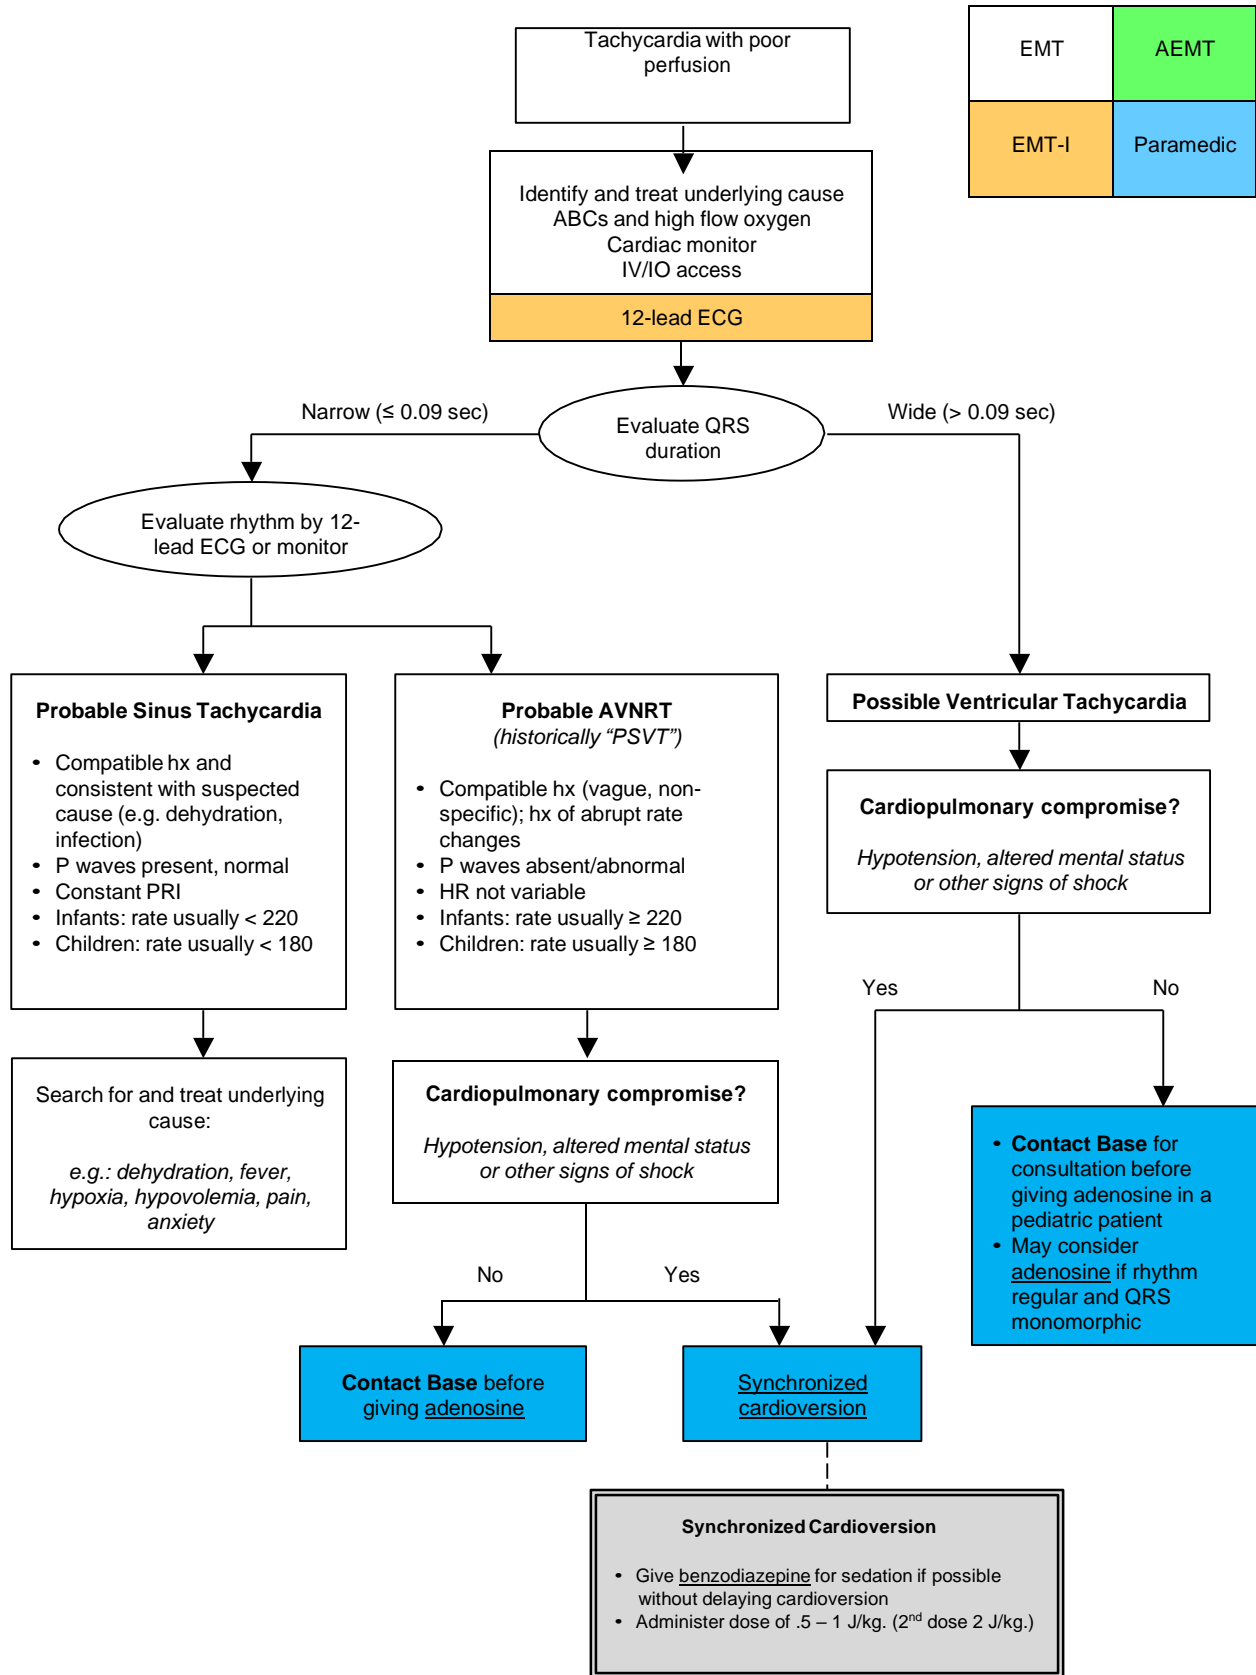 Tachycardia with poor
perfusion
EMT
AEMT
EMT-I
Paramedic
Identify and treat underlying cause
ABCs and high flow oxygen
Cardiac monitor
IV/IO access
12-lead ECG
Narrow (≤ 0.09 sec)
Evaluate QRS
duration
Wide (> 0.09 sec)
Evaluate rhythm by 12-
lead ECG or monitor
Probable Sinus Tachycardia
• Compatible hx and
consistent with suspected
cause (e.g. dehydration,
infection)
• P waves present, normal
• Constant PRI
• Infants: rate usually < 220
• Children: rate usually < 180
Probable AVNRT
(historically “PSVT”)
• Compatible hx (vague, non-
specific); hx of abrupt rate
changes
• P waves absent/abnormal
• HR not variable
• Infants: rate usually ≥ 220
• Children: rate usually ≥ 180
Possible Ventricular Tachycardia
Cardiopulmonary compromise?
Hypotension, altered mental status
or other signs of shock
Yes
No
Search for and treat underlying
cause:
e.g.: dehydration, fever,
hypoxia, hypovolemia, pain,
anxiety
Cardiopulmonary compromise?
Hypotension, altered mental status
or other signs of shock
• Contact Base for
consultation before
giving adenosine in a
pediatric patient
• May consider
adenosine if rhythm
regular and QRS
monomorphic
No
Yes
Contact Base before
giving adenosine
Synchronized
cardioversion
Synchronized Cardioversion
• Give benzodiazepine for sedation if possible
without delaying cardioversion
• Administer dose of .5 – 1 J/kg. (2nd dose 2 J/kg.)